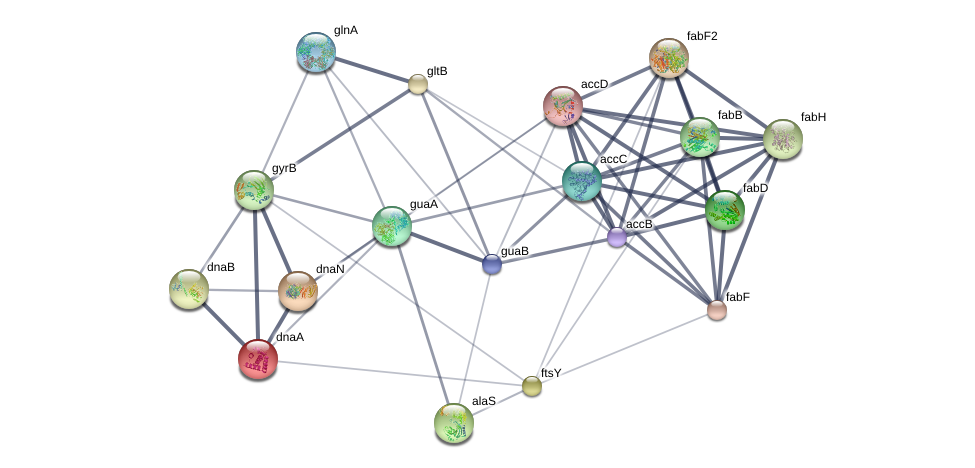 glnA
fabF2
gltB
accD
fabB
fabH
accC
gyrB
fabD
guaA
accB
guaB
dnaB
dnaN
fabF
dnaA
ftsY
alaS